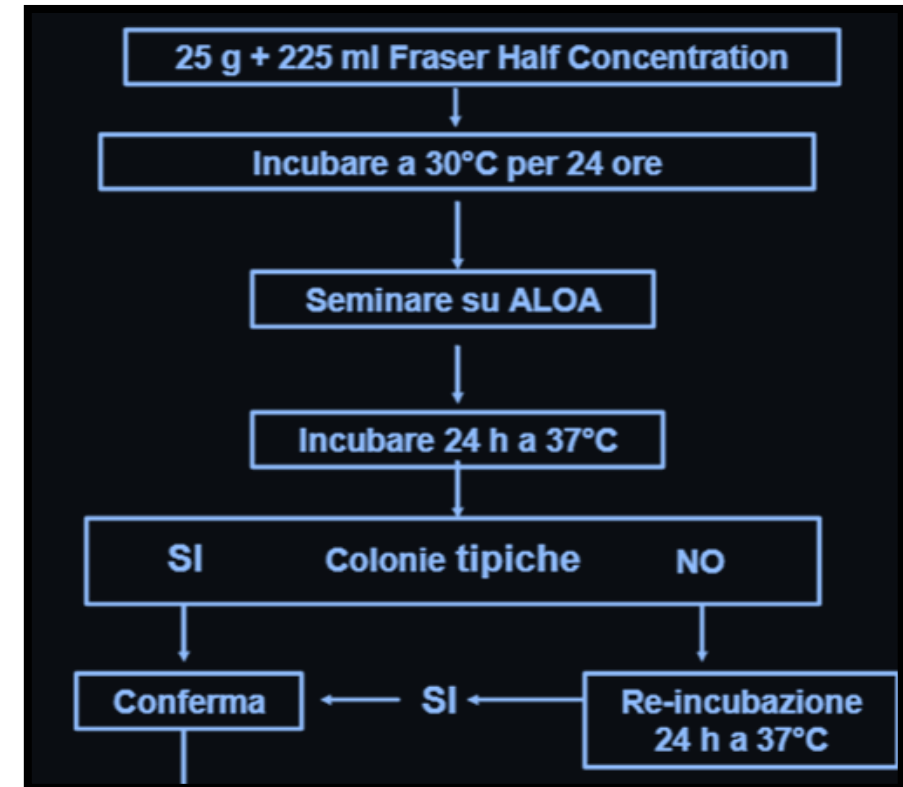 25 g + 225 ml Fraser Half Concentration
Incubare a 30°C per 24 ore
Seminare su ALOA
Incubare 24 h a 37°C
SI Colonie tipiche NO
Conferma SI Re-incubazione
24 h a 37°C